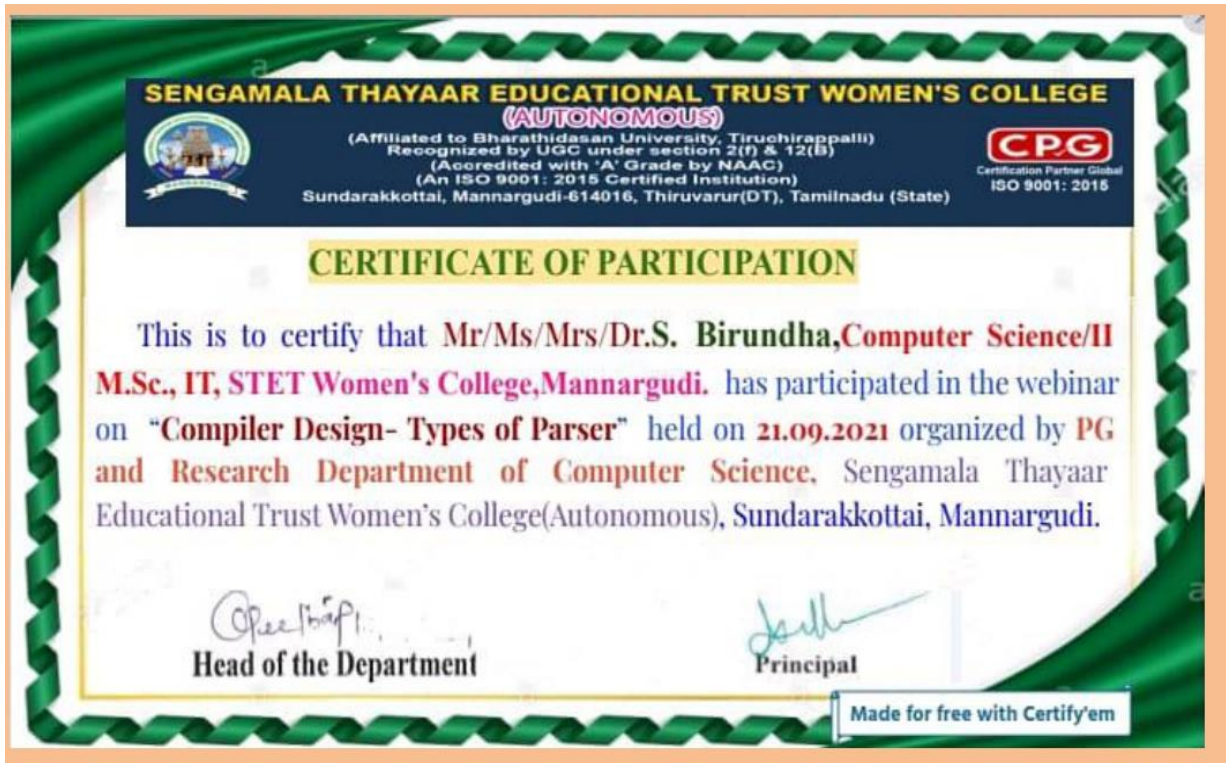 SENGAMALA THAYAAR EDUCATIONAL TRUST WOMEN'S COLLEGE
(AUTONOMOUS)
(Affiliated to Bharathidasan University, Tiruchirappalli)
Recognized by UGC under section 2(f) & 12(B)
(Accredited with 'A' Grade by NAAC)
(An ISO 9001: 2015 Certified Institution)
Sundarakkottai, Mannargudi-614016, Thiruvarur(DT), Tamilnadu (State)
CPG
Certification Partner Global
ISO 9001: 2015
CERTIFICATE OF PARTICIPATION
This is to certify that Mr/Ms/Mrs/Dr.S. Birundha,Computer Science/II
M.Sc., IT, STET Women's College,Mannargudi. has participated in the webinar
on “Compiler Design- Types of Parser” held on 21.09.2021 organized by PG
and Research Department of Computer Science, Sengamala Thayaar
Educational Trust Women's College(Autonomous), Sundarakkottai, Mannargudi.
Head of the Department
Principal
Made for free with Certify'em